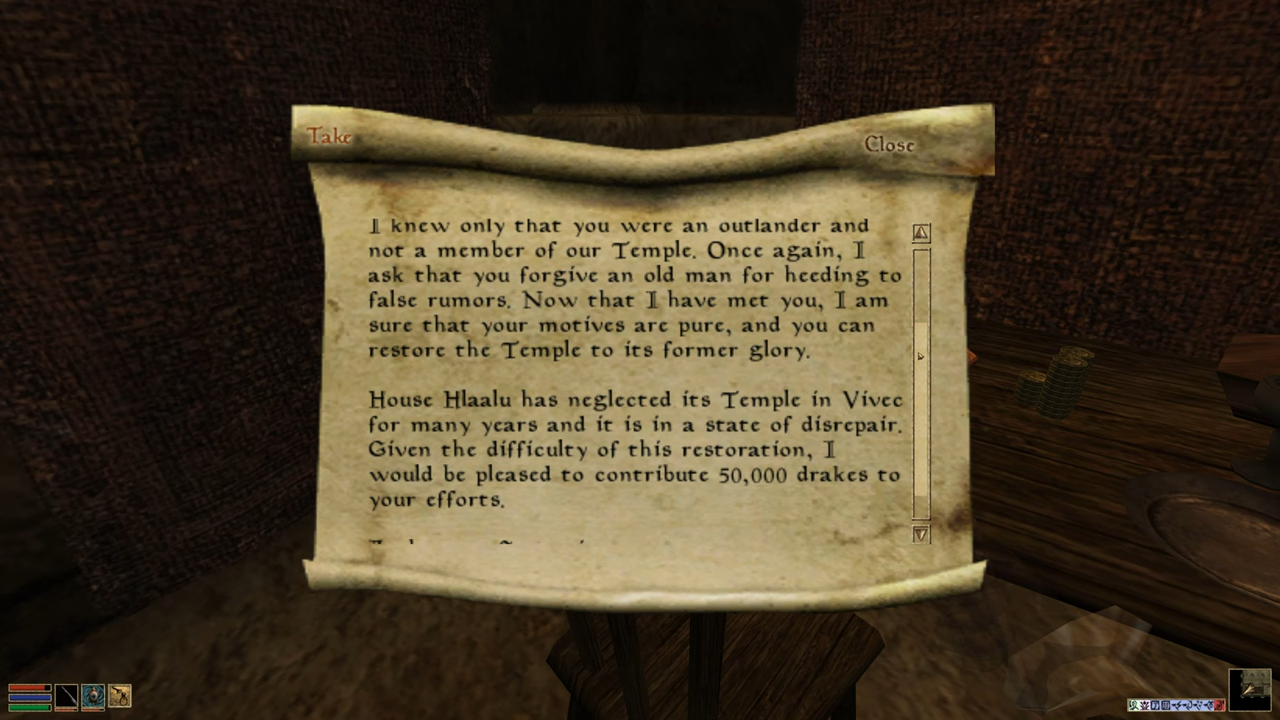 Take
Close
I knew only that you were an outlander and
not a member of our Temple. Once again, I
ask that you forgive an old man for heeding to
false rumors. Now that I have met you, I am
sure that your motives are pure, and you can
restore the Temple to its former glory.
House Hlaalu has neglected its Temple in Vivec
for many years and it is in a state of disrepair.
Given the difficulty of this restoration, I
would be pleased to contribute 50,000 drakes to
your efforts.